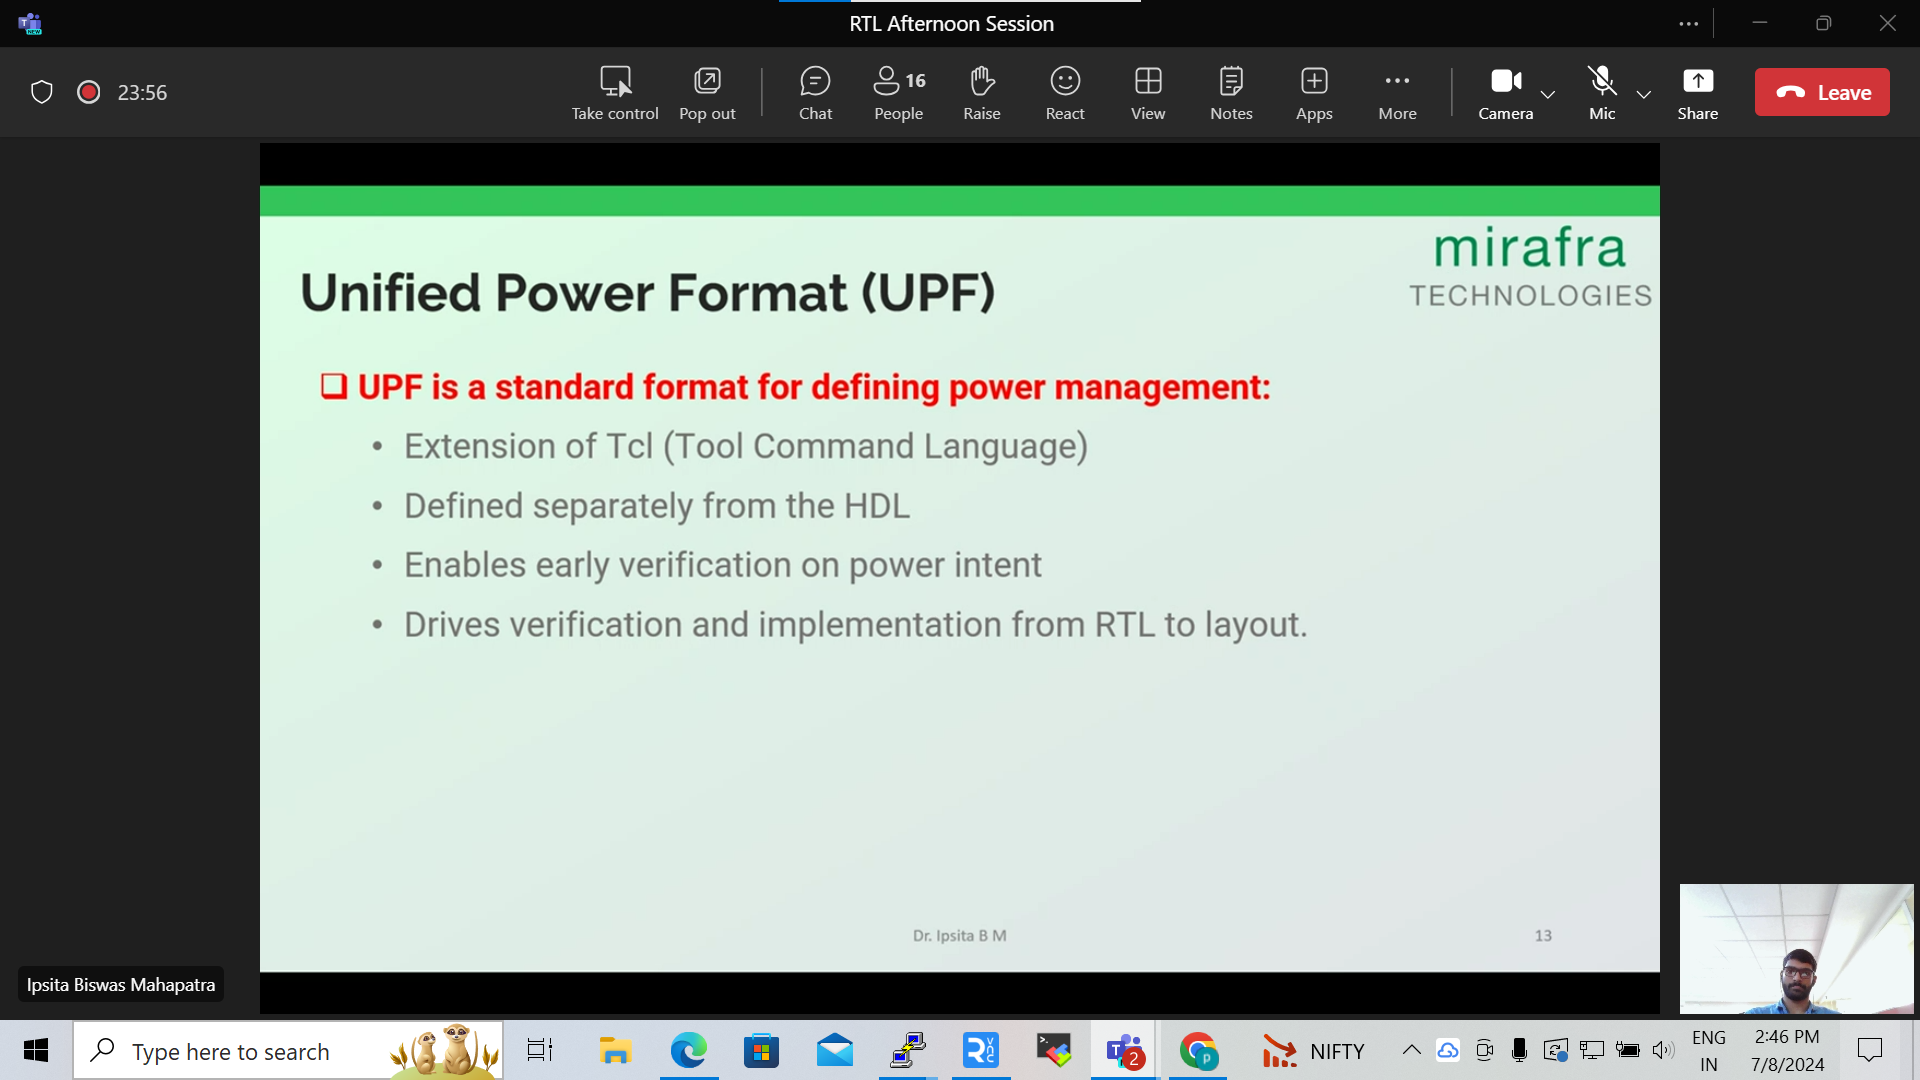 RTL Afternoon Session
23:56
Take control
Pop out
Chat
16
People
Raise
React
View
Notes
Apps
More
Camera
Mic
Share
Leave
mirafra
TECHNOLOGIES
Unified Power Format (UPF)
UPF is a standard format for defining power management:
• Extension of Tcl (Tool Command Language)
• Defined separately from the HDL
• Enables early verification on power intent
• Drives verification and implementation from RTL to layout.
Dr. Ipsita B M
13
Ipsita Biswas Mahapatra
Type here to search
2
p
NIFTY
ENG
IN
2:46 PM
7/8/2024